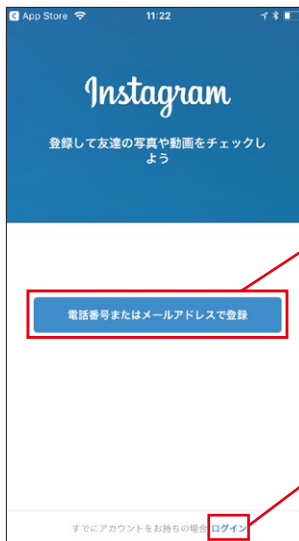 App Store 11:22
Instagram
登録して友達の写真や動画をチェックし
よう
電話番号またはメールアドレスで登録
すでにアカウントをお持ちの場合 ログイン